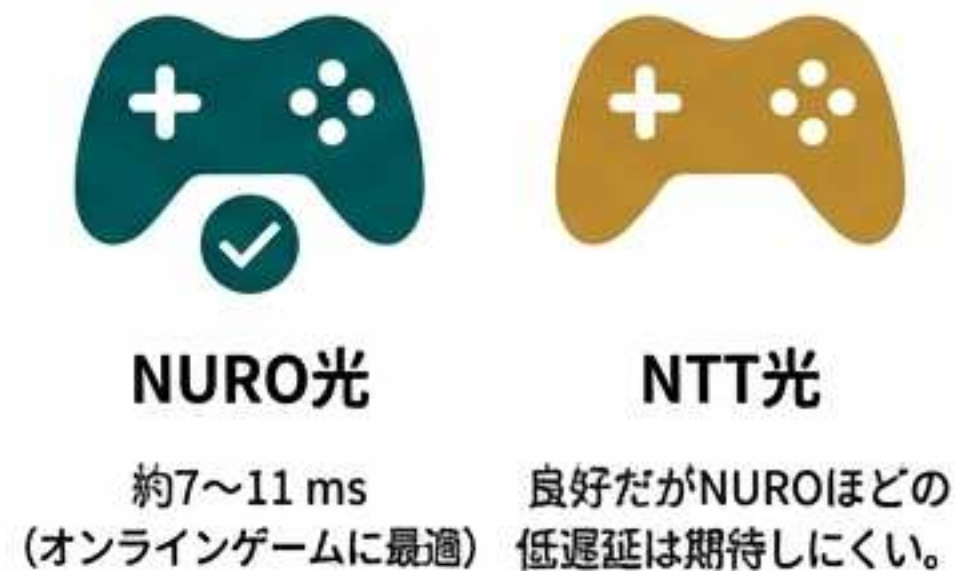 NURO光
約7〜11 ms
（オンラインゲームに最適）
NTT光
良好だがNUROほどの
低遅延は期待しにくい。